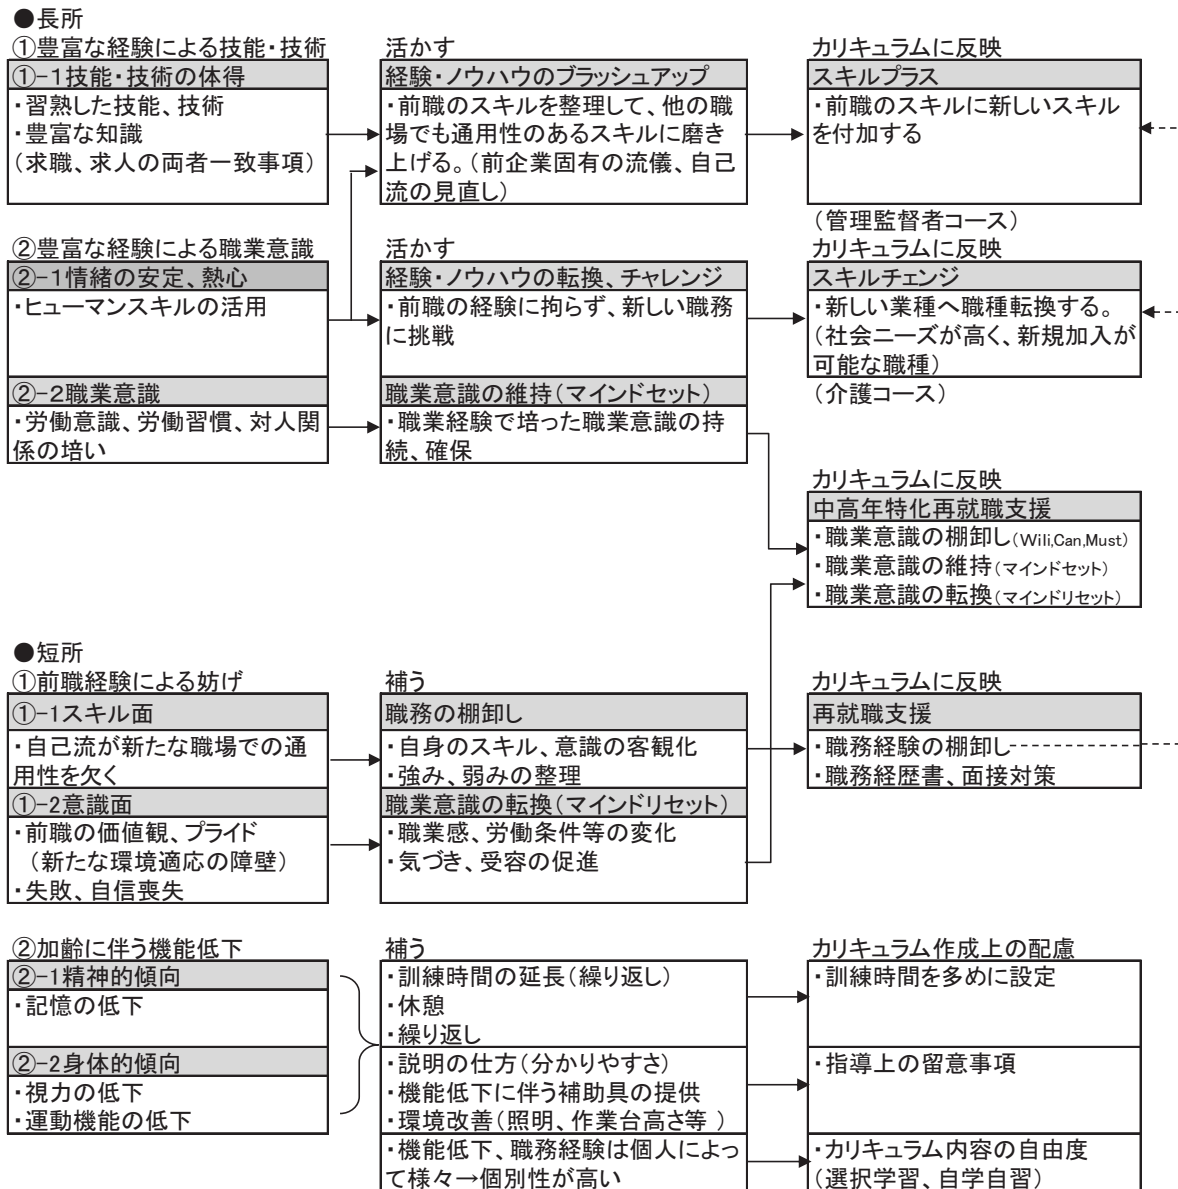 ●長所
①豊富な経験による技能・技術
活かす
カリキュラムに反映
①-1技能・技術の体得
経験・ノウハウのブラッシュアップ
スキルプラス
・習熟した技能、技術
・豊富な知識
（求職、求人の両者一致事項）
・前職のスキルを整理して、他の職
場でも通用性のあるスキルに磨き
上げる。（前企業固有の流儀、自己
流の見直し）
・前職のスキルに新しいスキル
を付加する
（管理監督者コース）
②豊富な経験による職業意識
活かす
カリキュラムに反映
②-1情緒の安定、熱心
経験・ノウハウの転換、チャレンジ
スキルチェンジ
・ヒューマンスキルの活用
・前職の経験に拘らず、新しい職務
に挑戦
・新しい業種へ職種転換する。
（社会ニーズが高く、新規加入が
可能な職種）
（介護コース）
②-2職業意識
職業意識の維持（マインドセット）
・労働意識、労働習慣、対人関
係の培い
・職業経験で培った職業意識の持
続、確保
カリキュラムに反映
中高年特化再就職支援
・職業意識の棚卸し（Wili,Can,Must）
・職業意識の維持（マインドセット）
・職業意識の転換（マインドリセット）
●短所
①前職経験による妨げ
補う
カリキュラムに反映
①-1スキル面
職務の棚卸し
再就職支援
・自己流が新たな職場での通
用性を欠く
・自身のスキル、意識の客観化
・強み、弱みの整理
・職務経験の棚卸し
・職務経歴書、面接対策
①-2意識面
職業意識の転換（マインドリセット）
・前職の価値観、プライド
（新たな環境適応の障壁）
・失敗、自信喪失
・職業感、労働条件等の変化
・気づき、受容の促進
②加齢に伴う機能低下
補う
カリキュラム作成上の配慮
②-1精神的傾向
・記憶の低下
・訓練時間の延長（繰り返し）
・休憩
・繰り返し
・訓練時間を多めに設定
②-2身体的傾向
・視力の低下
・運動機能の低下
・説明の仕方（分かりやすさ）
・機能低下に伴う補助具の提供
・環境改善（照明、作業台高さ等 ）
・指導上の留意事項
・機能低下、職務経験は個人によっ
て様々→個別性が高い
・カリキュラム内容の自由度
（選択学習、自学自習）